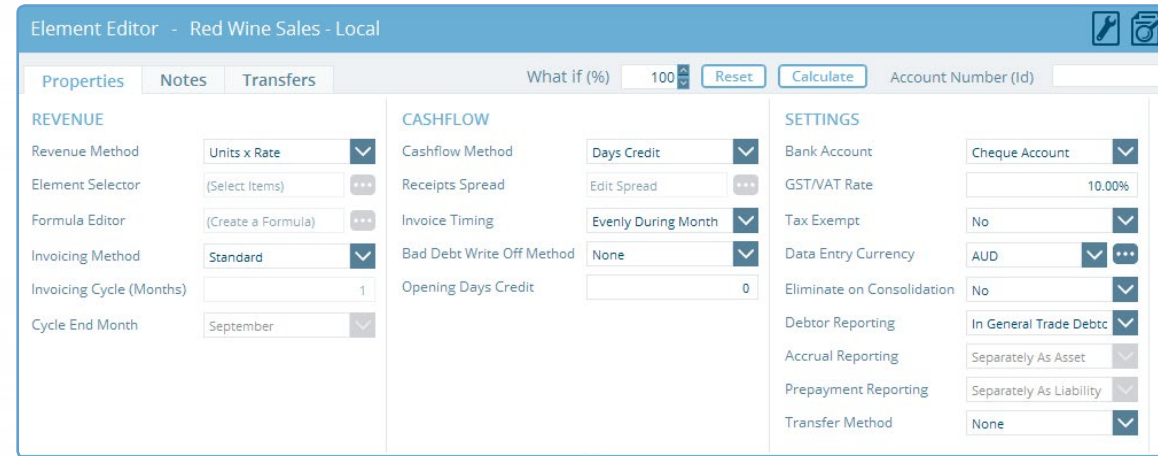 Element Editor - Red Wine Sales - Local
Properties Notes Transfers What if (%) 100 Reset Calculate Account Number (Id)
REVENUE
Revenue Method Units x Rate
Element Selector (Select Items)
Formula Editor (Create a Formula)
Invoicing Method Standard
Invoicing Cycle (Months) 1
Cycle End Month September
CASHFLOW
Cashflow Method Days Credit
Receipts Spread Edit Spread
Invoice Timing Evenly During Month
Bad Debt Write Off Method None
Opening Days Credit 0
SETTINGS
Bank Account Cheque Account
GST/VAT Rate 10.00%
Tax Exempt No
Data Entry Currency AUD
Eliminate on Consolidation No
Debtor Reporting In General Trade Debtc
Accrual Reporting Separately As Asset
Prepayment Reporting Separately As Liability
Transfer Method None